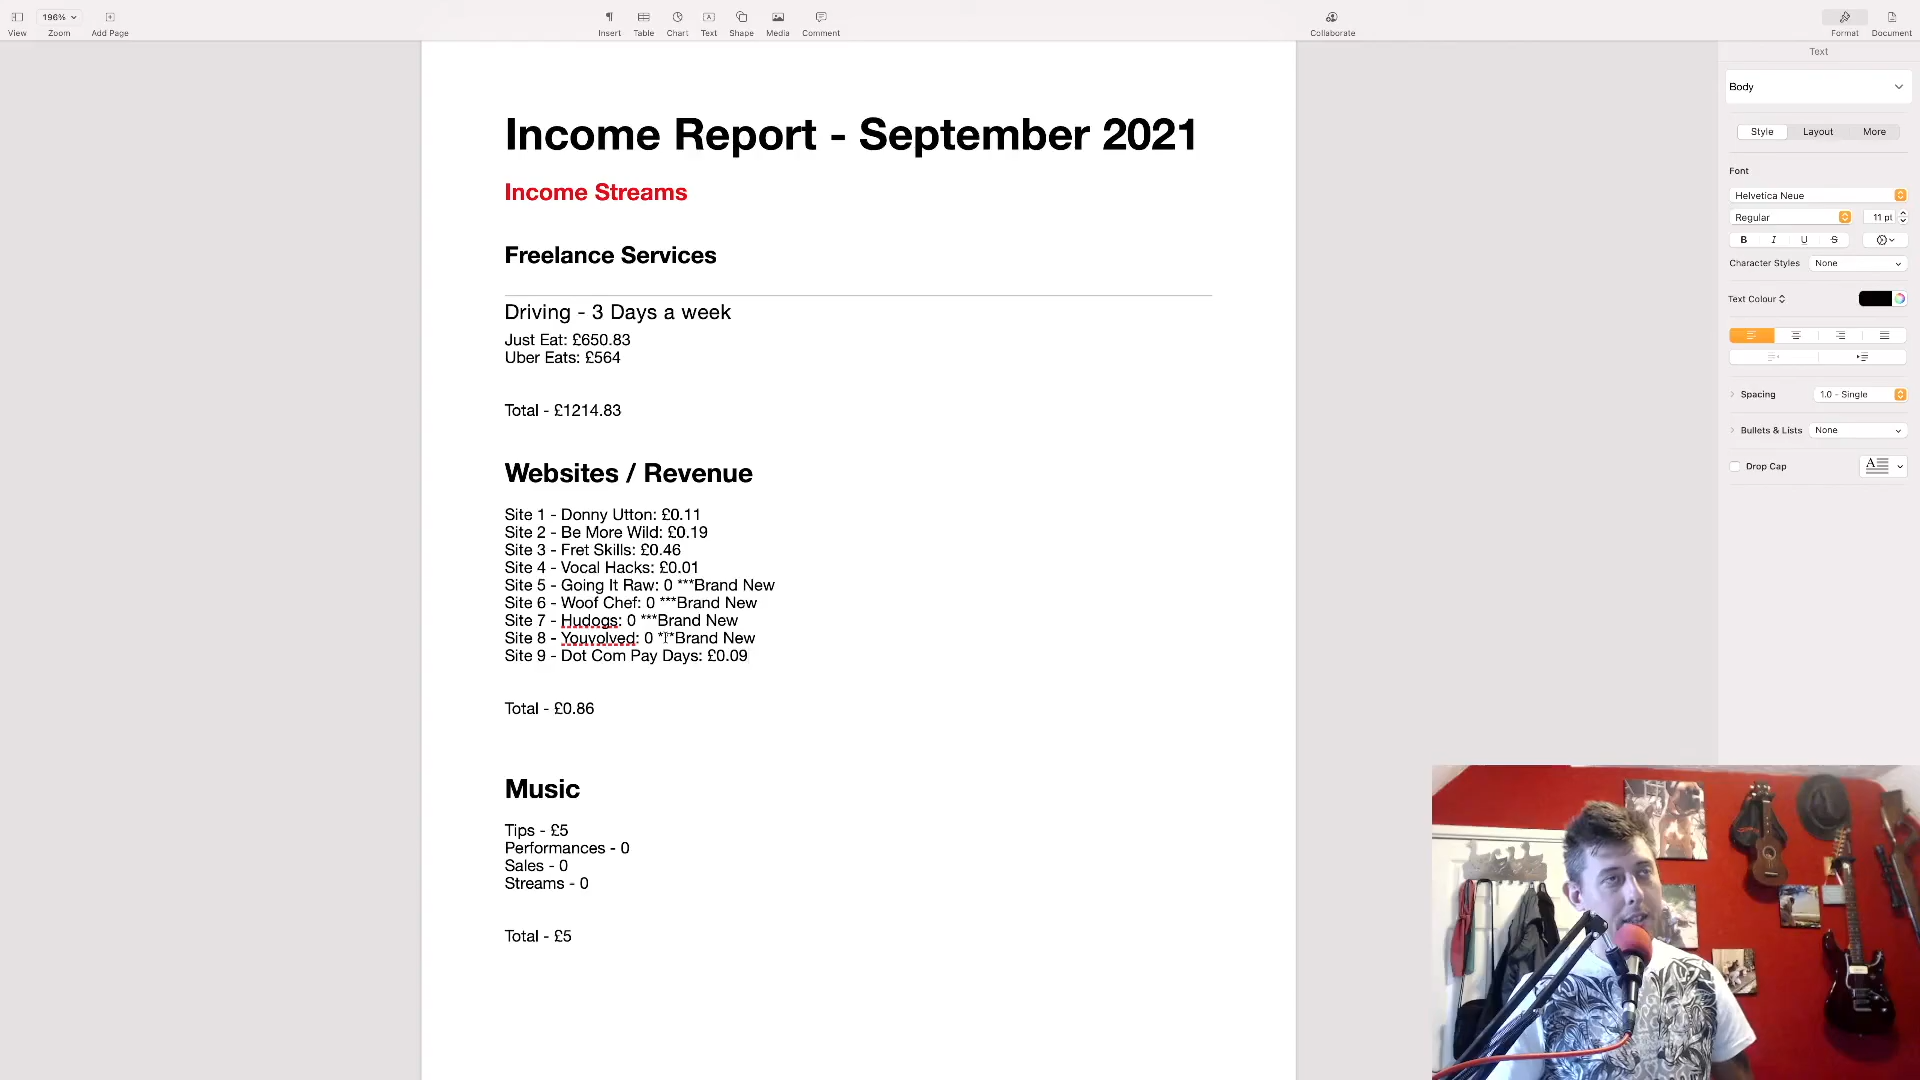 196%
View
Zoom
Add Page
Insert
Table
Chart
Text
Shape
Media
Comment
Collaborate
Format
Document
Income Report - September 2021
Income Streams
Freelance Services
Driving - 3 Days a week
Just Eat: £650.83
Uber Eats: £564
Total - £1214.83
Websites / Revenue
Site 1 - Donny Utton: £0.11
Site 2 - Be More Wild: £0.19
Site 3 - Fret Skills: £0.46
Site 4 - Vocal Hacks: £0.01
Site 5 - Going It Raw: 0 ***Brand New
Site 6 - Woof Chef: 0 ***Brand New
Site 7 - Hudogs: 0 ***Brand New
Site 8 - Youvolved: 0 ***Brand New
Site 9 - Dot Com Pay Days: £0.09
Total - £0.86
Music
Tips - £5
Performances - 0
Sales - 0
Streams - 0
Total - £5
Text
Body
Style
Layout
More
Font
Helvetica Neue
Regular
11 pt
B I U S
Character Styles
None
Text Colour
Spacing
1.0 - Single
Bullets & Lists
None
Drop Cap
A